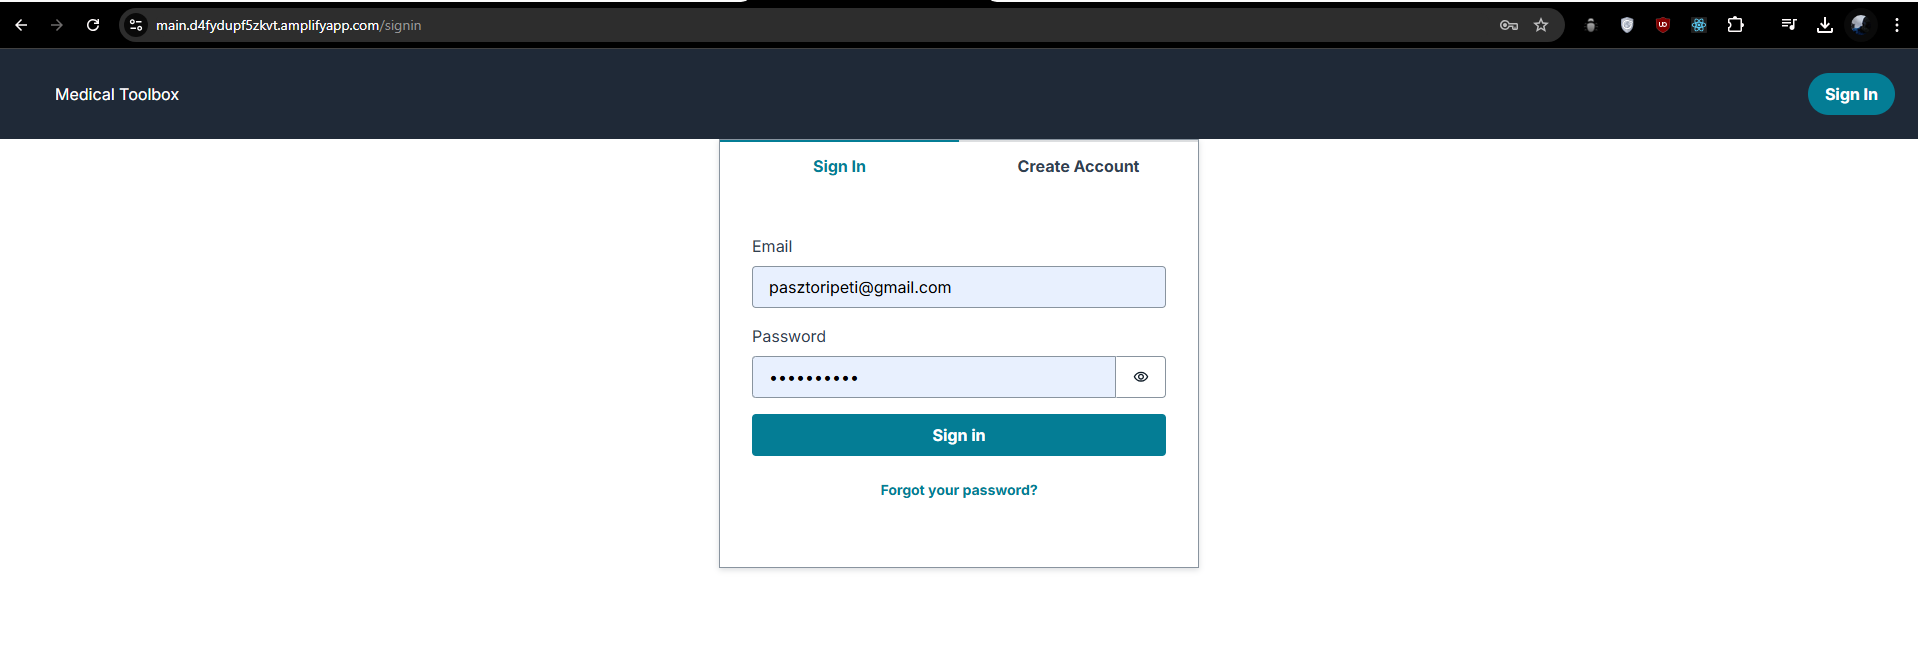 main.d4fydupf5zkvt.amplifyapp.com/signin
Medical Toolbox
Sign In
Sign In
Create Account
Email
pasztoripeti@gmail.com
Password
••••••••••
Sign in
Forgot your password?